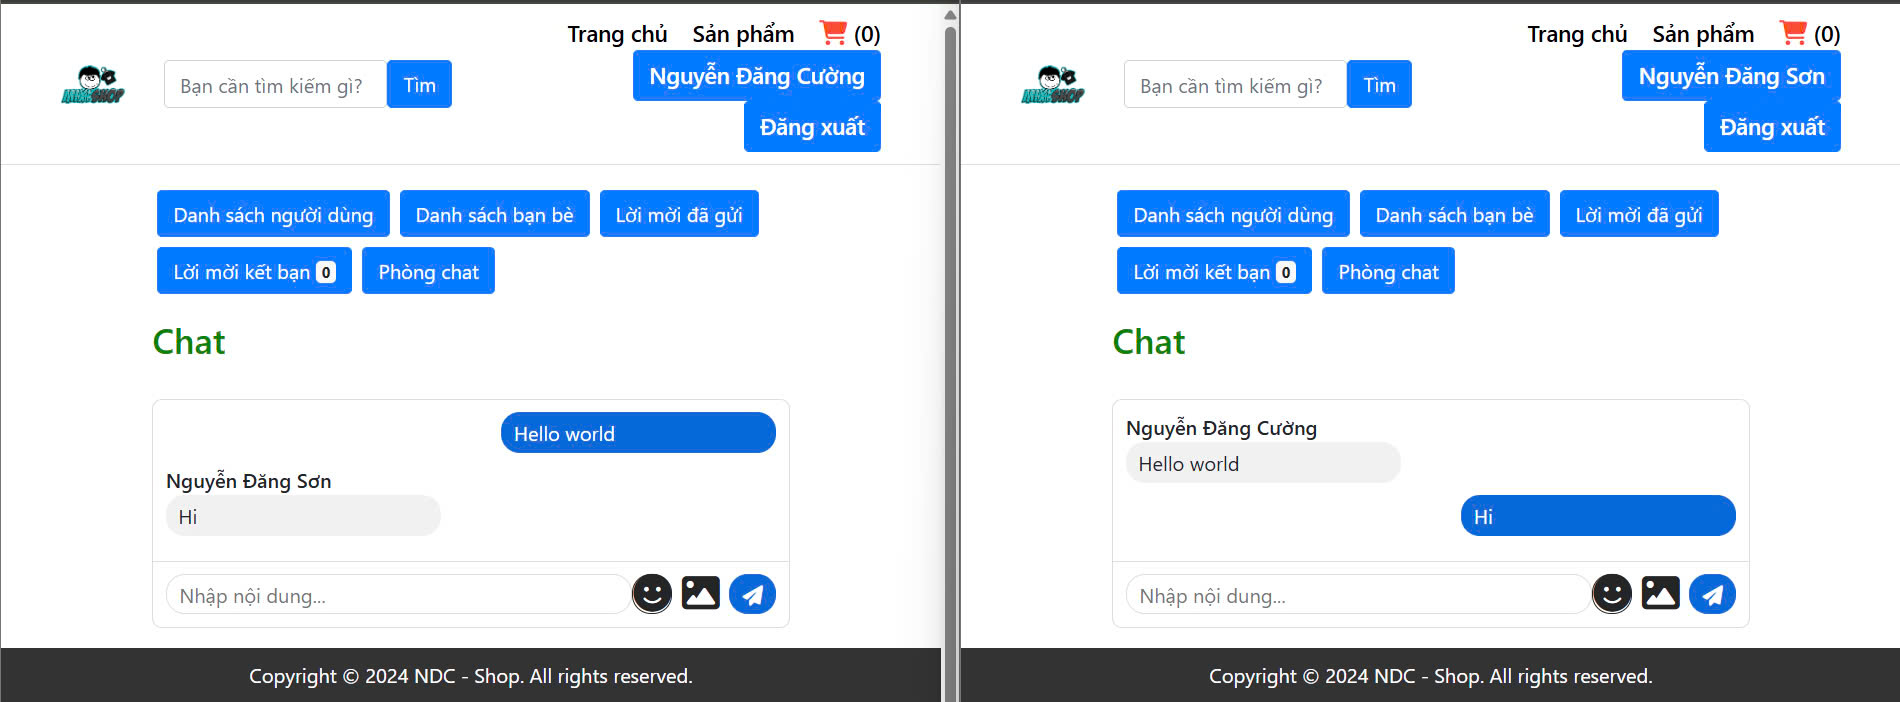 Trang chủ Sản phẩm (0)
Bạn cần tìm kiếm gì? Tìm
Nguyễn Đăng Cường
Đăng xuất
Danh sách người dùng Danh sách bạn bè Lời mời đã gửi
Lời mời kết bạn 0 Phòng chat
Chat
Hello world
Nguyễn Đăng Sơn
Hi
Nhập nội dung...
Copyright © 2024 NDC - Shop. All rights reserved.
Trang chủ Sản phẩm (0)
Bạn cần tìm kiếm gì? Tìm
Nguyễn Đăng Sơn
Đăng xuất
Danh sách người dùng Danh sách bạn bè Lời mời đã gửi
Lời mời kết bạn 0 Phòng chat
Chat
Nguyễn Đăng Cường
Hello world
Hi
Nhập nội dung...
Copyright © 2024 NDC - Shop. All rights reserved.